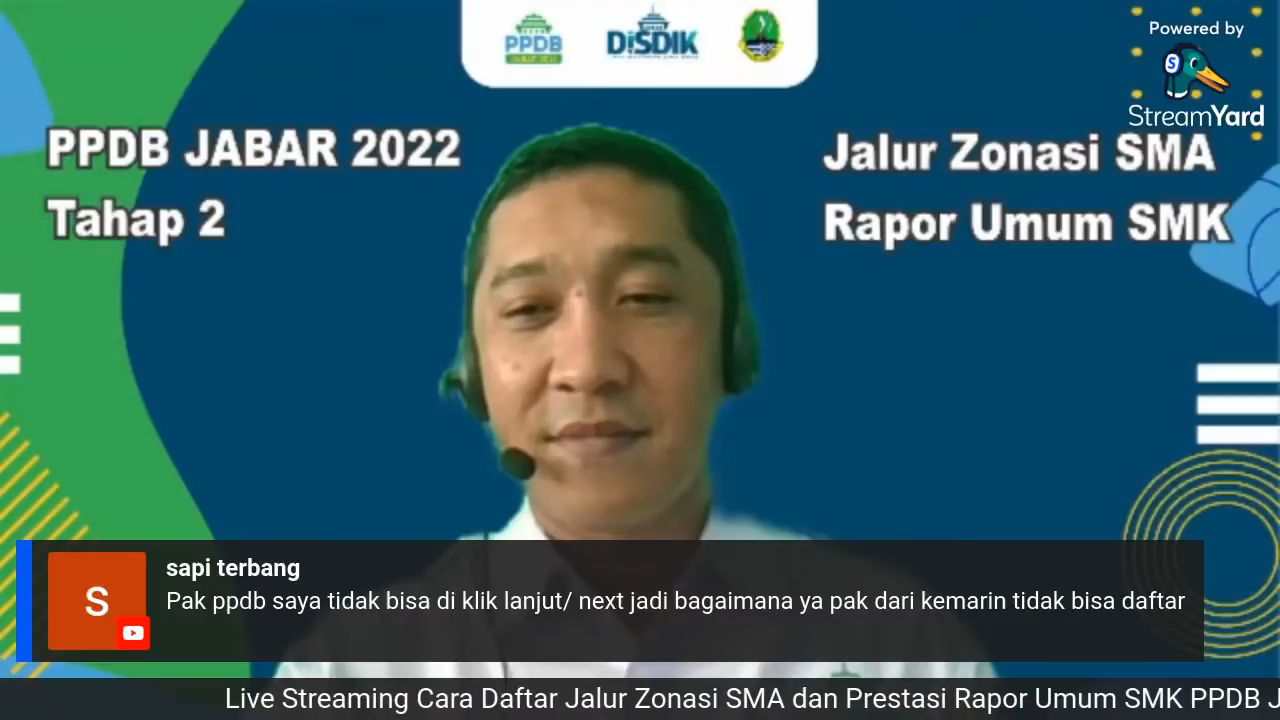 PPDB
DISDIK
Powered by
StreamYard
PPDB JABAR 2022
Tahap 2
Jalur Zonasi SMA
Rapor Umum SMK
S
sapi terbang
Pak ppdb saya tidak bisa di klik lanjut/ next jadi bagaimana ya pak dari kemarin tidak bisa daftar
Live Streaming Cara Daftar Jalur Zonasi SMA dan Prestasi Rapor Umum SMK PPDB J